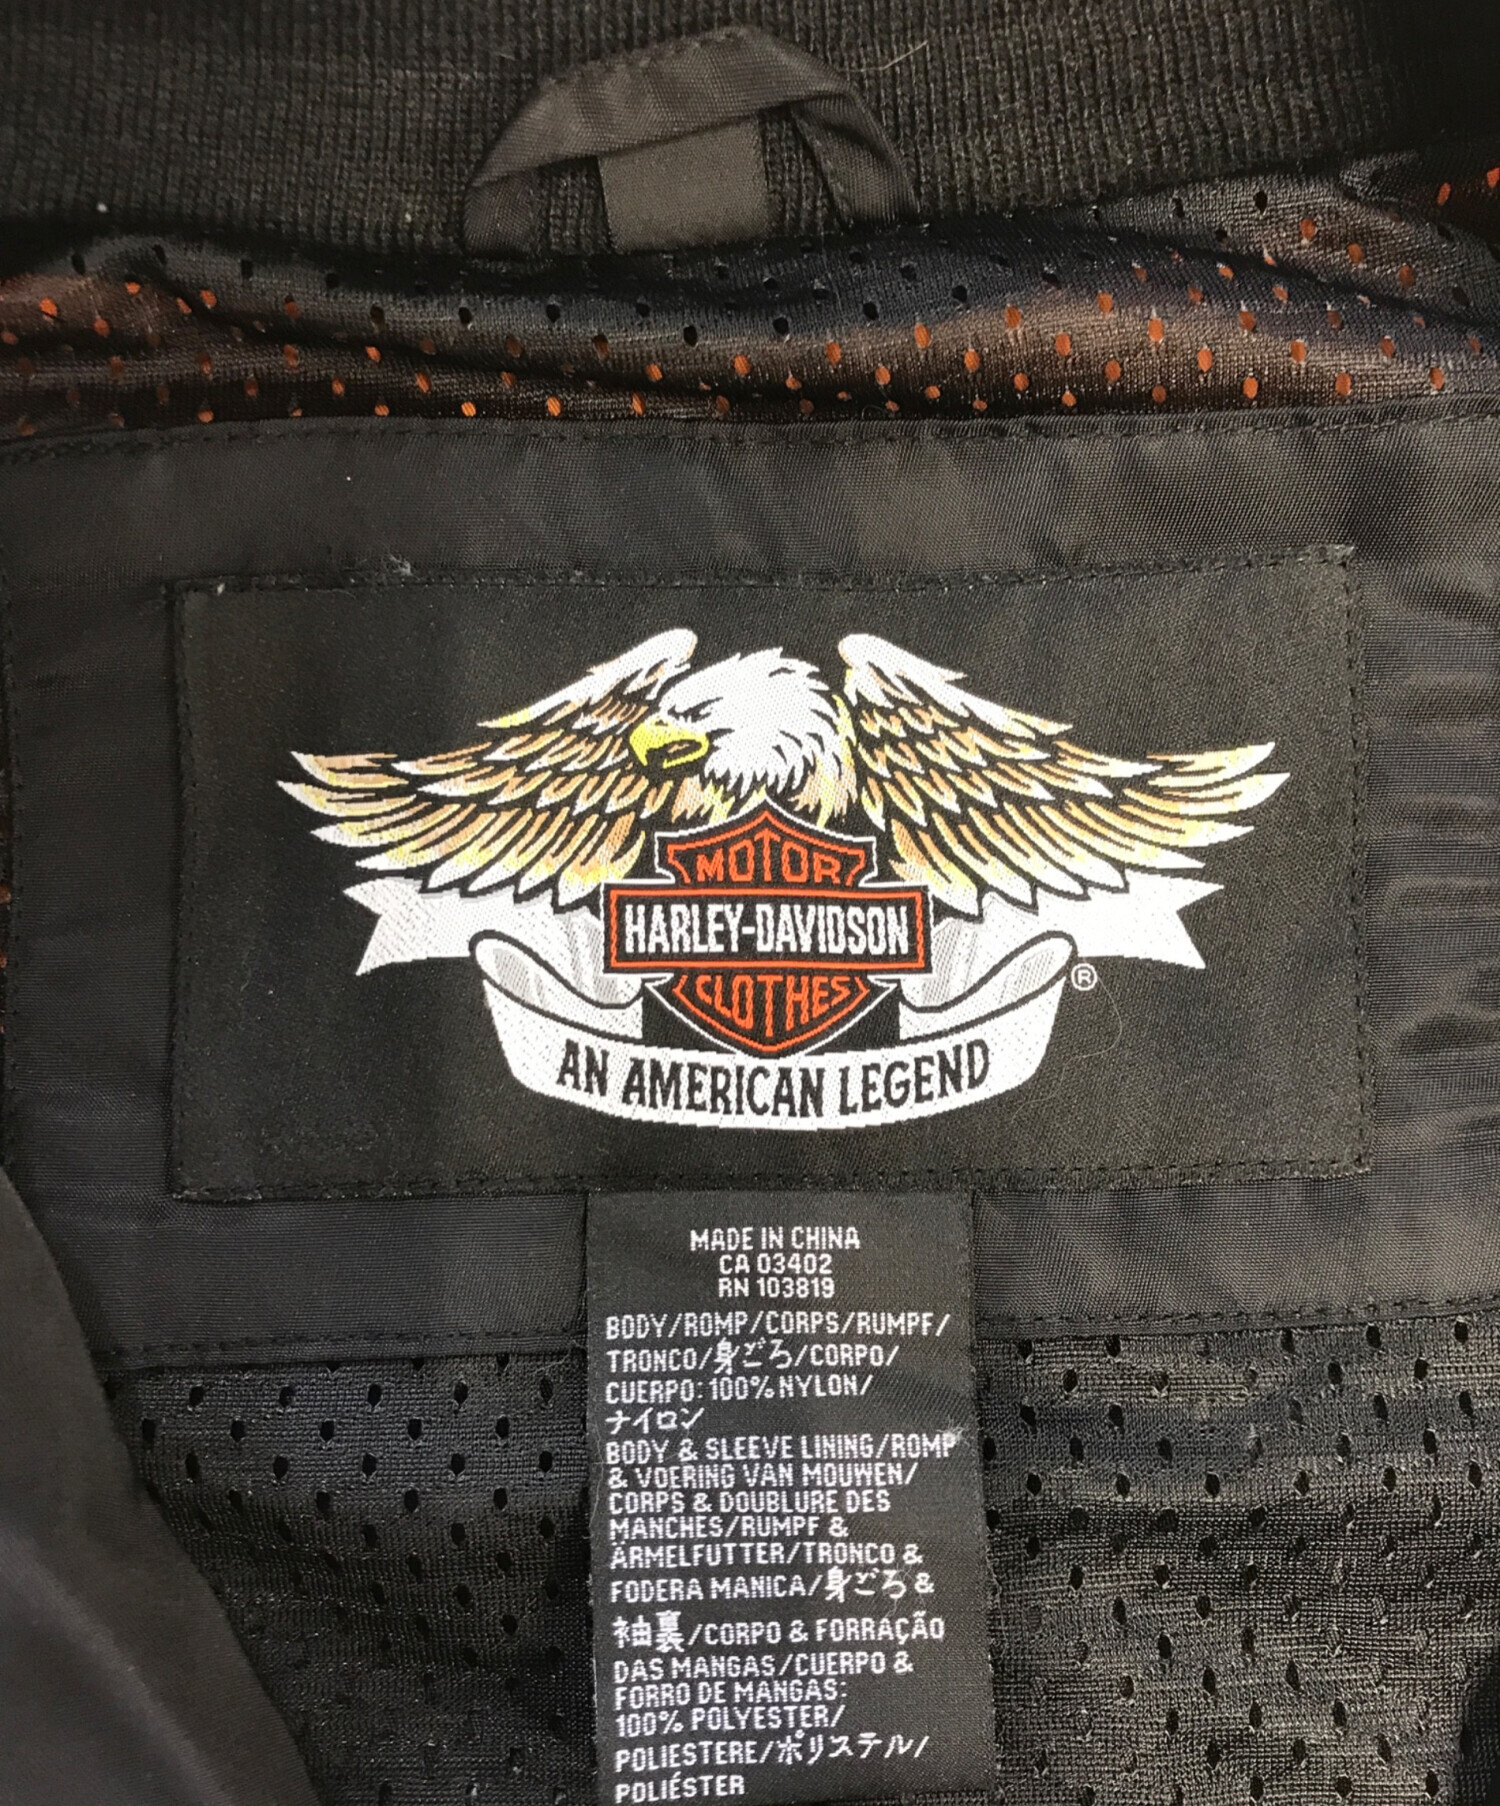 MOTOR
HARLEY-DAVIDSON
CLOTHES
®
AN AMERICAN LEGEND
MADE IN CHINA
CA 03402
RN 103819
BODY/ROMP/CORPS/RUMPF/
TRONCO/身ごろ/CORPO/
CUERPO: 100% NYLON/
ナイロン
BODY & SLEEVE LINING/ROMP
& VOERING VAN MOUWEN/
CORPS & DOUBLURE DES
MANCHES/RUMPF &
ÄRMELFUTTER/TRONCO &
FODERA MANICA/身ごろ &
袖裏/CORPO & FORRAÇÃO
DAS MANGAS/CUERPO &
FORRO DE MANGAS:
100% POLYESTER/
POLIESTERE/ポリステル/
POLIÉSTER